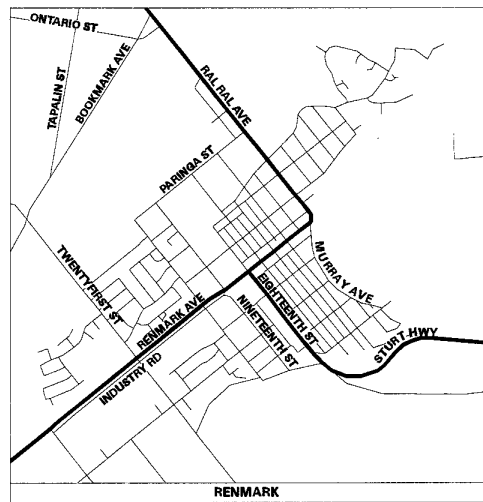 ONTARIO ST
TAPALIN ST
BOOKMARK AVE
RAL RAL AVE
PARINGA ST
TWENTYFIRST ST
RENMARK AVE
INDUSTRY RD
NINETEENTH ST
EIGHTEENTH ST
MURRAY AVE
STURT HWY
RENMARK